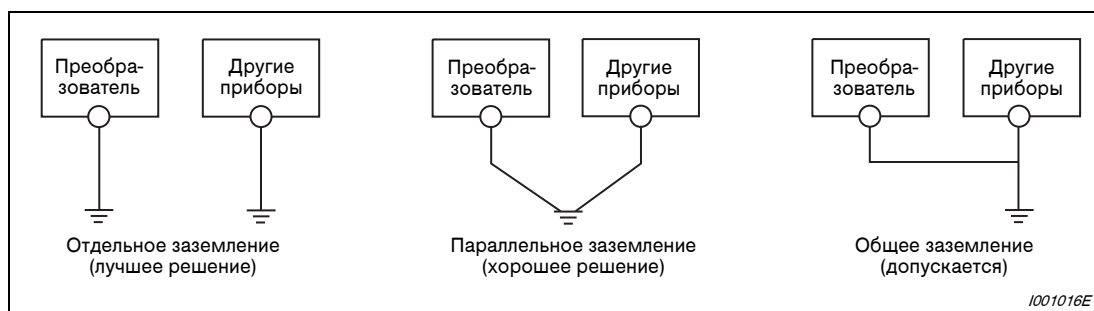 Преобра-
зователь
Другие
приборы
Преобра-
зователь
Другие
приборы
Преобра-
зователь
Другие
приборы
Отдельное заземление
(лучшее решение)
Параллельное заземление
(хорошее решение)
Общее заземление
(допускается)
I001016E